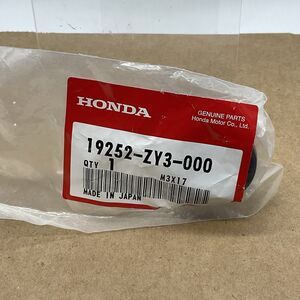 HONDA
GENUINE PARTS
Honda Motor Co., Ltd.
19252-ZY3-000
QTY 1
M3X17
MADE IN JAPAN